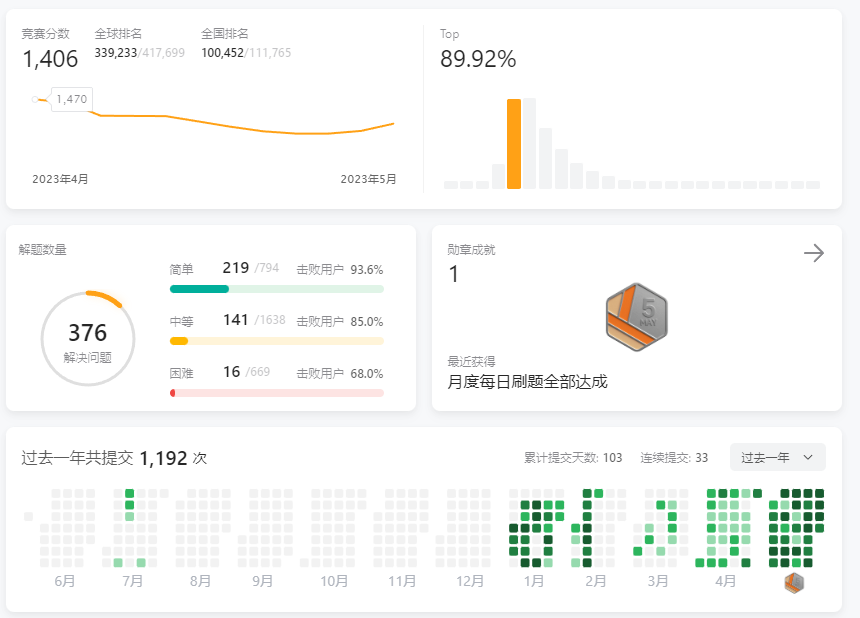 竞赛分数 全球排名 全国排名
1,406 339,233/417,699 100,452/111,765
1,470
2023年4月 2023年5月
Top
89.92%
解题数量
376
解决问题
简单 219 /794 击败用户 93.6%
中等 141 /1638 击败用户 85.0%
困难 16 /669 击败用户 68.0%
勋章成就
1
5
MAY
最近获得
月度每日刷题全部达成
过去一年共提交 1,192 次 累计提交天数: 103 连续提交: 33 过去一年
6月 7月 8月 9月 10月 11月 12月 1月 2月 3月 4月